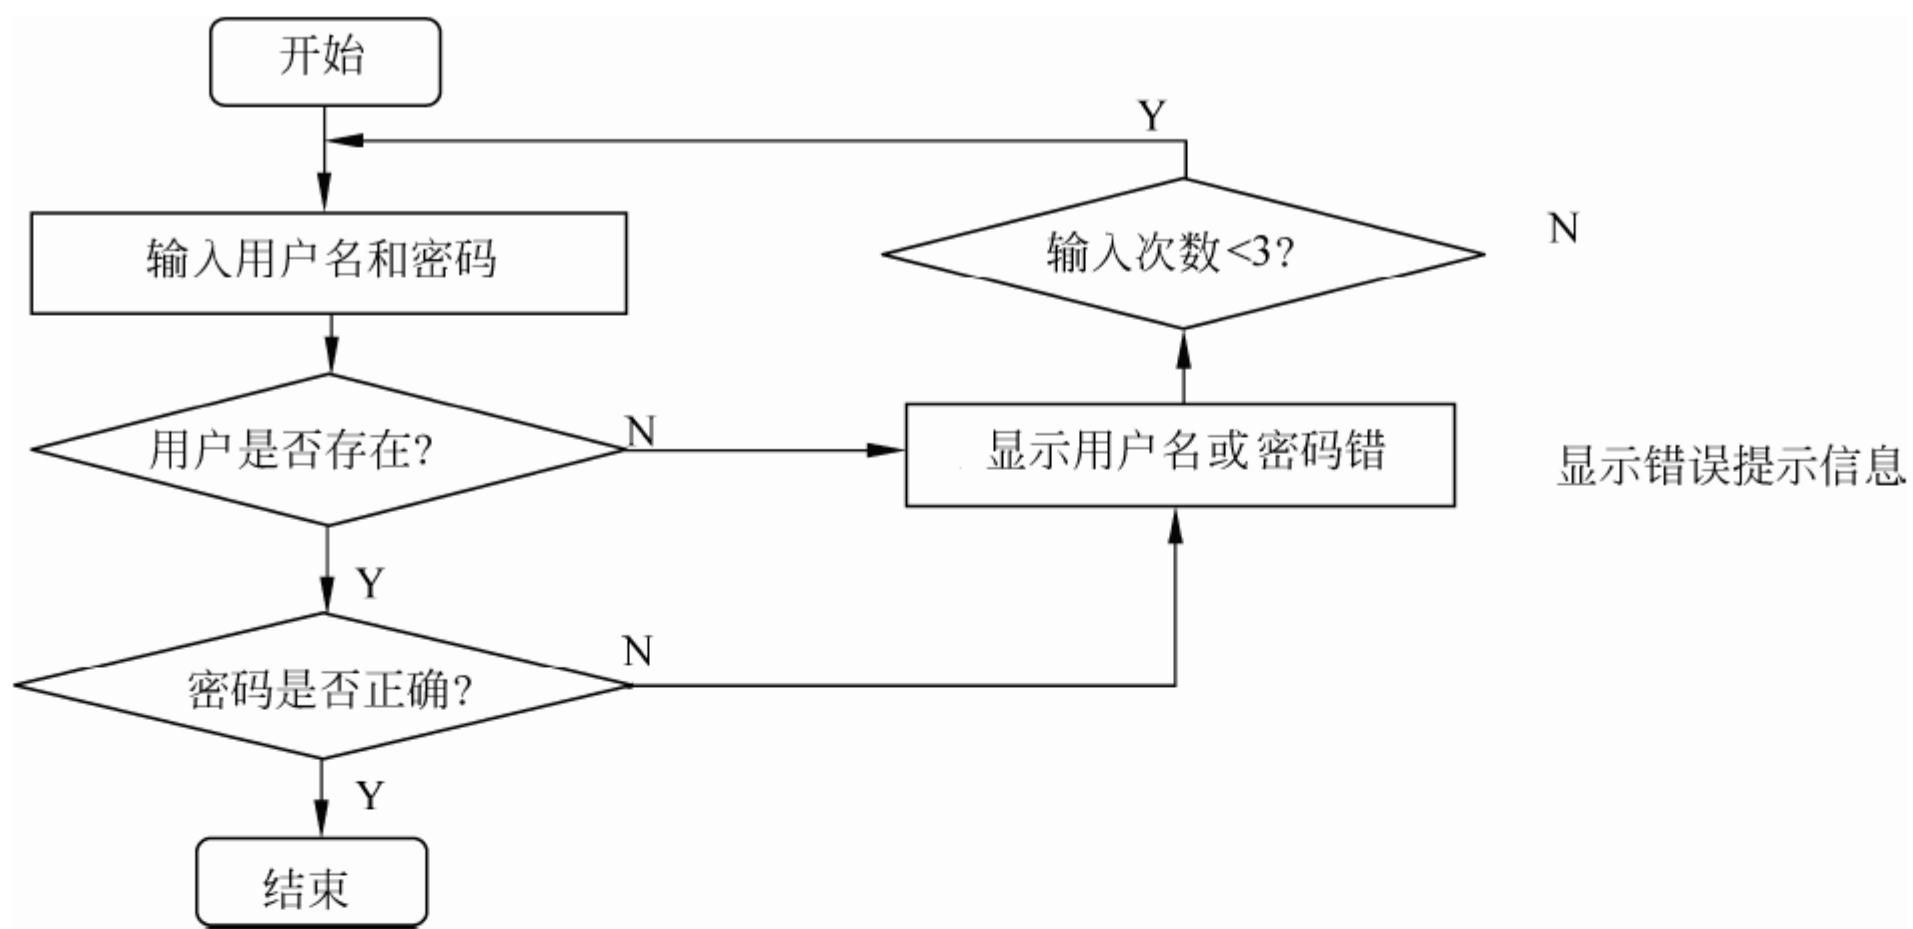 开始
Y
输入用户名和密码
输入次数<3?
N
用户是否存在?
N
显示用户名或密码错
显示错误提示信息
Y
密码是否正确?
N
Y
结束